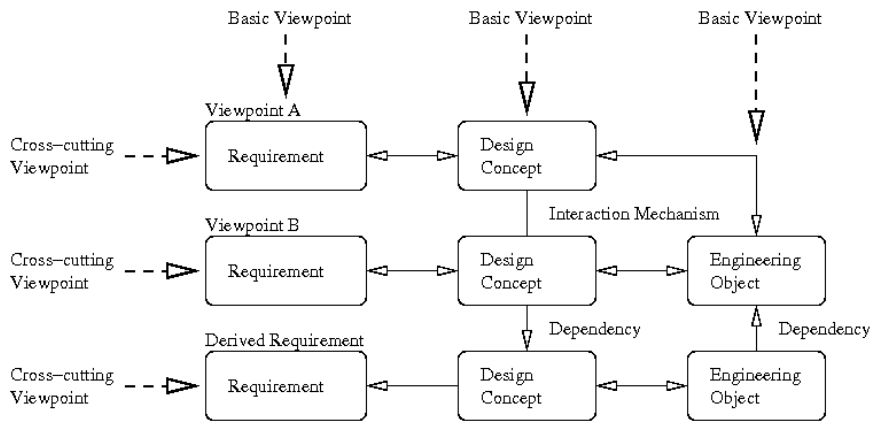 Basic Viewpoint
Basic Viewpoint
Basic Viewpoint
Viewpoint A
Cross-cutting
Viewpoint
Requirement
Design
Concept
Interaction Mechanism
Viewpoint B
Cross-cutting
Viewpoint
Requirement
Design
Concept
Engineering
Object
Dependency
Dependency
Derived Requirement
Cross-cutting
Viewpoint
Requirement
Design
Concept
Engineering
Object